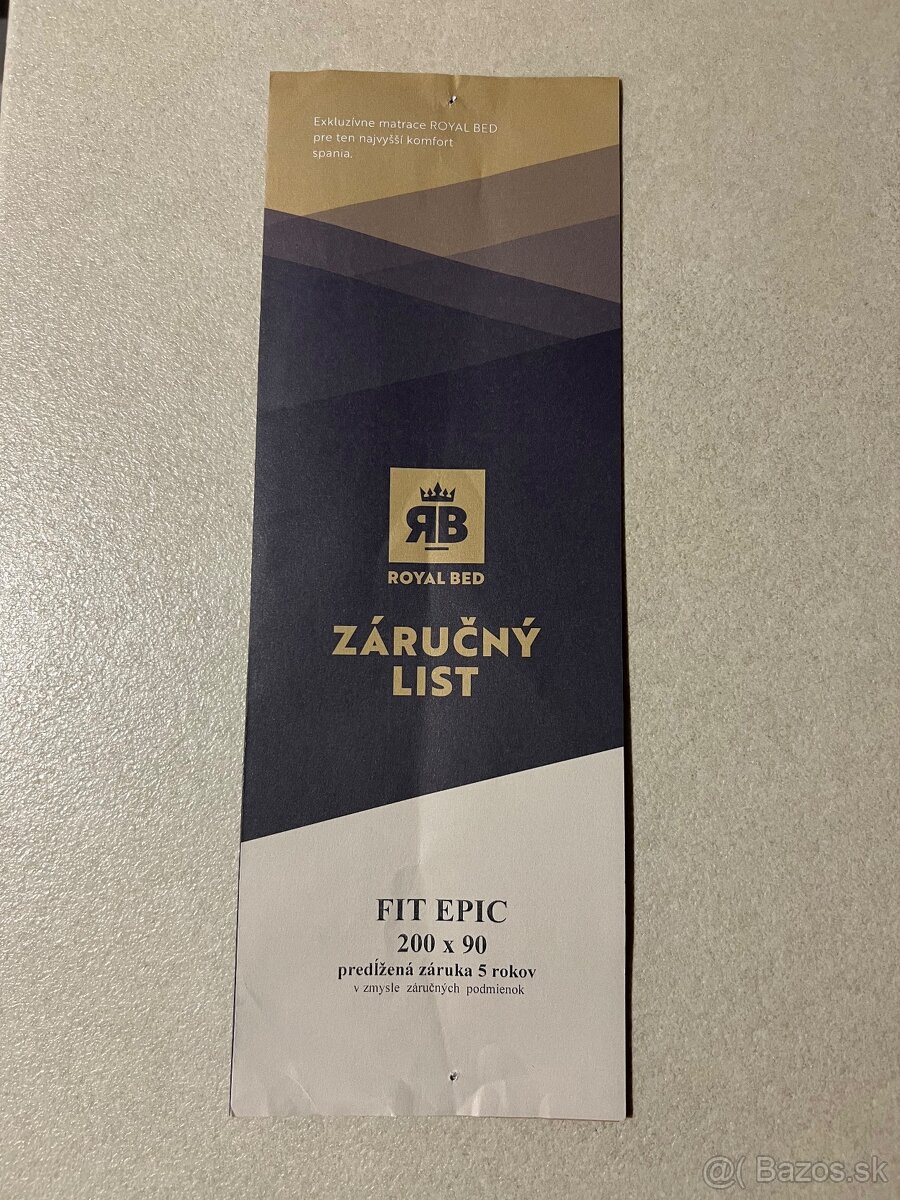 Exkluzívne matrace ROYAL BED
pre ten najvyšší komfort
spania.
RB
ROYAL BED
ZÁRUČNÝ
LIST
FIT EPIC
200 x 90
predĺžená záruka 5 rokov
v zmysle záručných podmienok
@( Bazos.sk